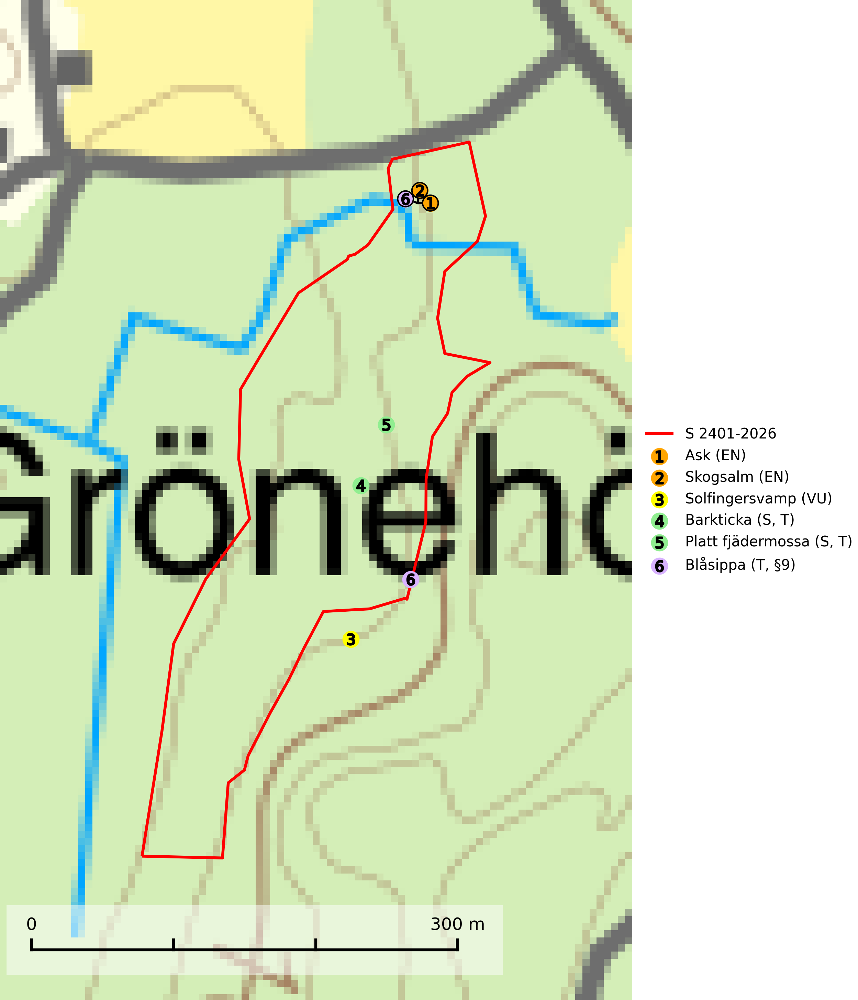 2
6
1
5
Gröneho
4
6
3
0 300 m
S 2401-2026
1 Ask (EN)
2 Skogsalm (EN)
3 Solfingersvamp (VU)
4 Barkticka (S, T)
5 Platt fjädermossa (S, T)
6 Blåsippa (T, §9)